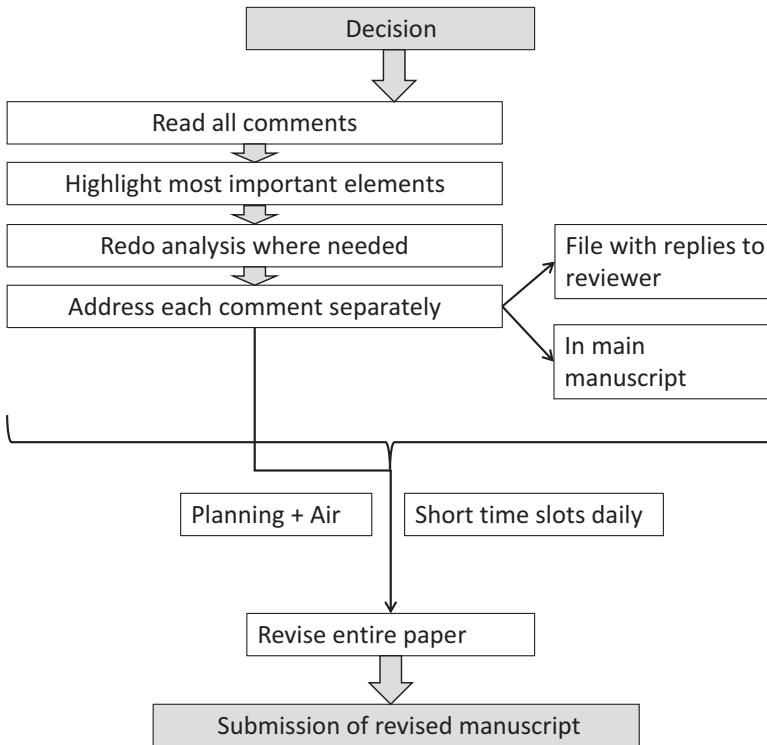 Decision
Read all comments
Highlight most important elements
Redo analysis where needed
Address each comment separately
File with replies to
reviewer
In main
manuscript
Planning + Air
Short time slots daily
Revise entire paper
Submission of revised manuscript